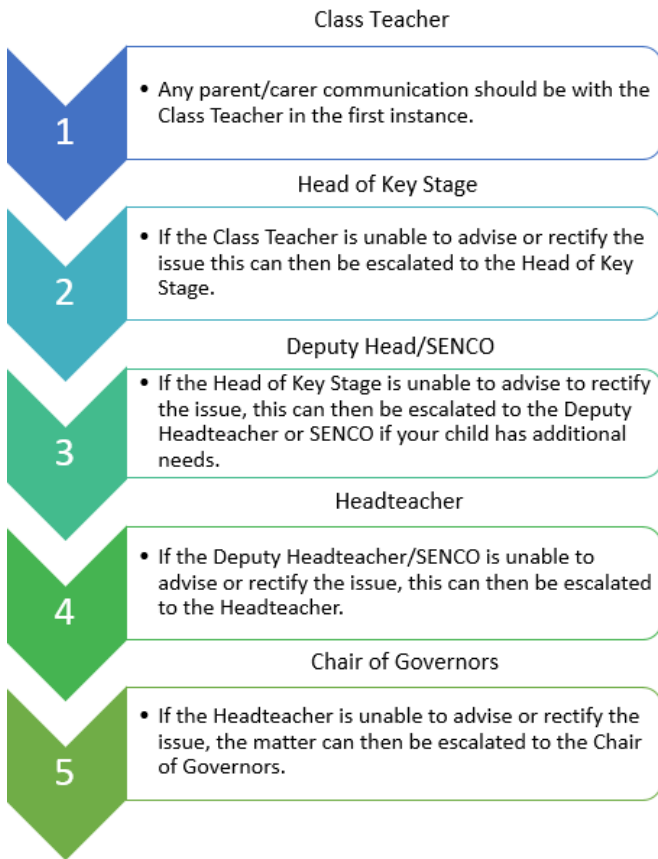 Class Teacher
1
• Any parent/carer communication should be with the
Class Teacher in the first instance.
Head of Key Stage
2
• If the Class Teacher is unable to advise or rectify the
issue this can then be escalated to the Head of Key
Stage.
Deputy Head/SENCO
3
• If the Head of Key Stage is unable to advise to rectify
the issue, this can then be escalated to the Deputy
Headteacher or SENCO if your child has additional
needs.
Headteacher
4
• If the Deputy Headteacher/SENCO is unable to
advise or rectify the issue, this can then be escalated
to the Headteacher.
Chair of Governors
5
• If the Headteacher is unable to advise or rectify the
issue, the matter can then be escalated to the Chair
of Governors.